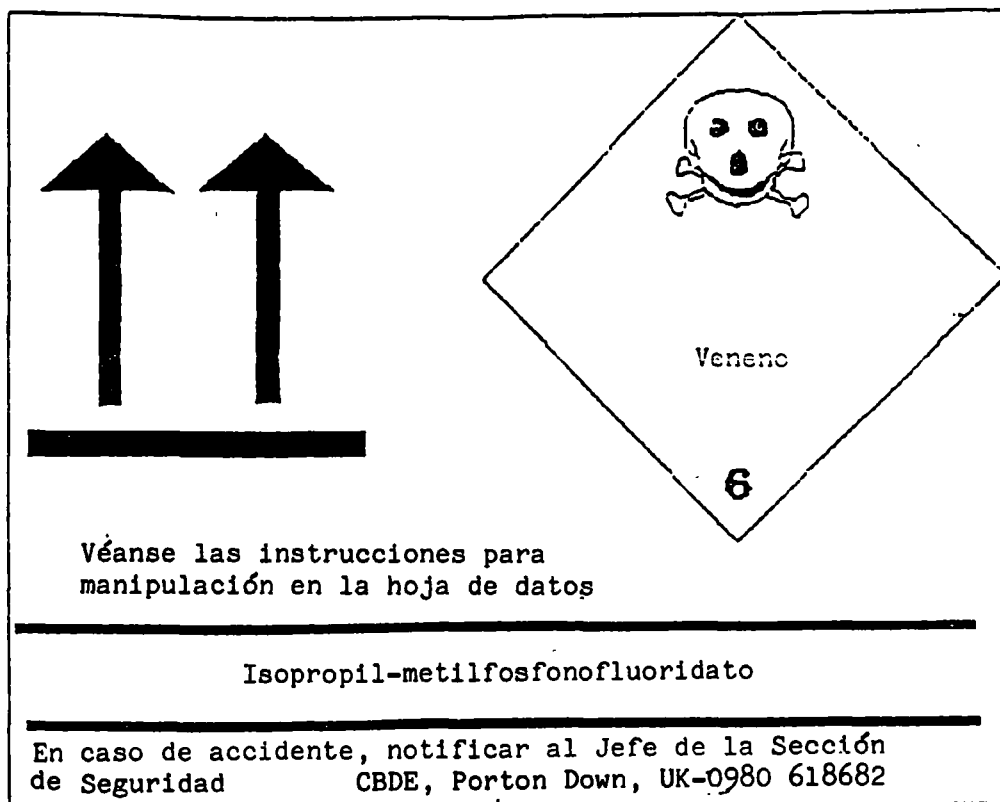 Veneno
6
Véanse las instrucciones para
manipulación en la hoja de datos
Isopropil-metilfosfonofluoridato
En caso de accidente, notificar al Jefe de la Sección
de Seguridad CBDE, Porton Down, UK-0980 618682